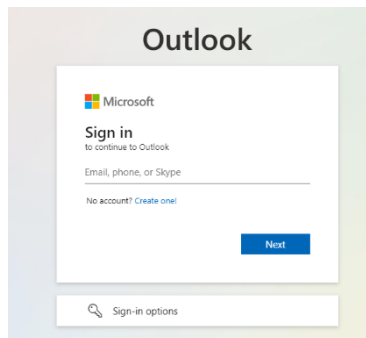 Outlook
Microsoft
Sign in
to continue to Outlook
Email, phone, or Skype
No account? Create one!
Next
Sign-in options